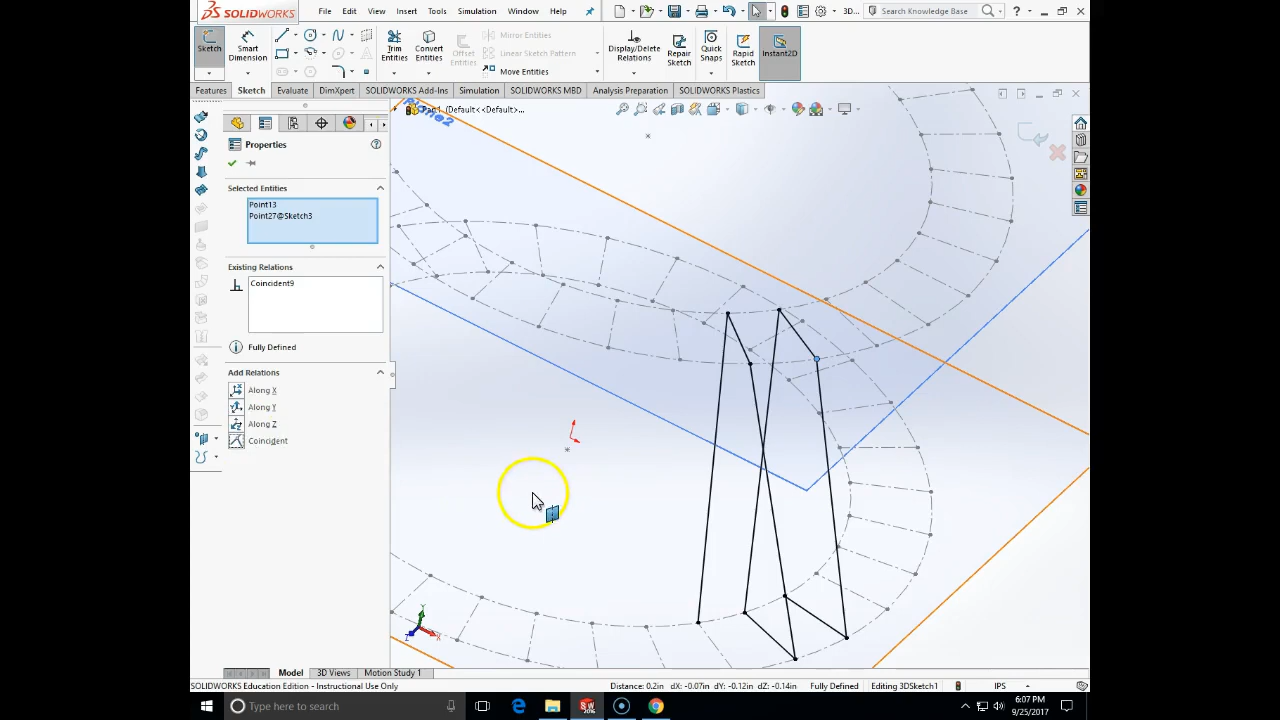 SOLIDWORKS
File
Edit
View
Insert
Tools
Simulation
Window
Help
3D...
Search Knowledge Base
Sketch
Smart
Dimension
Trim
Entities
Convert
Entities
Offset
Entities
Mirror Entities
Linear Sketch Pattern
Move Entities
Display/Delete
Relations
Repair
Sketch
Quick
Snaps
Rapid
Sketch
Instant2D
Features
Sketch
Evaluate
DimXpert
SOLIDWORKS Add-Ins
Simulation
SOLIDWORKS MBD
Analysis Preparation
SOLIDWORKS Plastics
Part1 (Default<<Default>...
Properties
Selected Entities
Point13
Point27@Sketch3
Existing Relations
Coincident9
Fully Defined
Add Relations
Along X
Along Y
Along Z
Coincident
Model
3D Views
Motion Study 1
SOLIDWORKS Education Edition - Instructional Use Only
Distance: 0.2in dX: -0.07in dY: -0.12in dZ: -0.14in
Fully Defined
Editing 3DSketch1
IPS
Type here to search
6:07 PM
9/25/2017